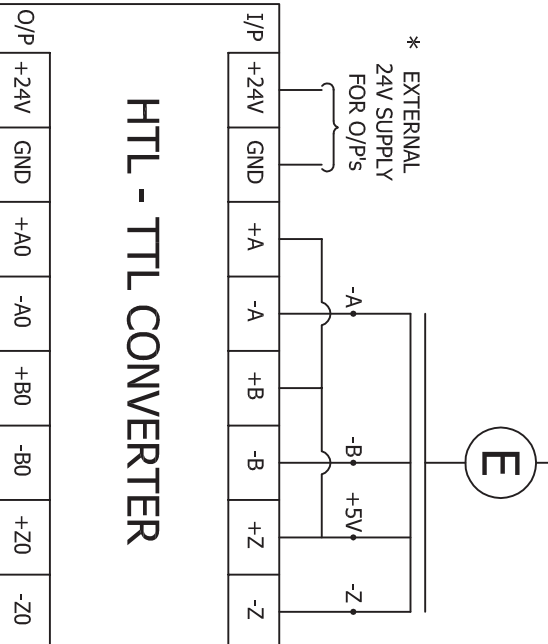 * EXTERNAL
24V SUPPLY
FOR O/P's
-A
-B
+5V
-Z
E
I/P
+24V
GND
+A
-A
+B
-B
+Z
-Z
HTL - TTL CONVERTER
O/P
+24V
GND
+A0
-A0
+B0
-B0
+Z0
-Z0